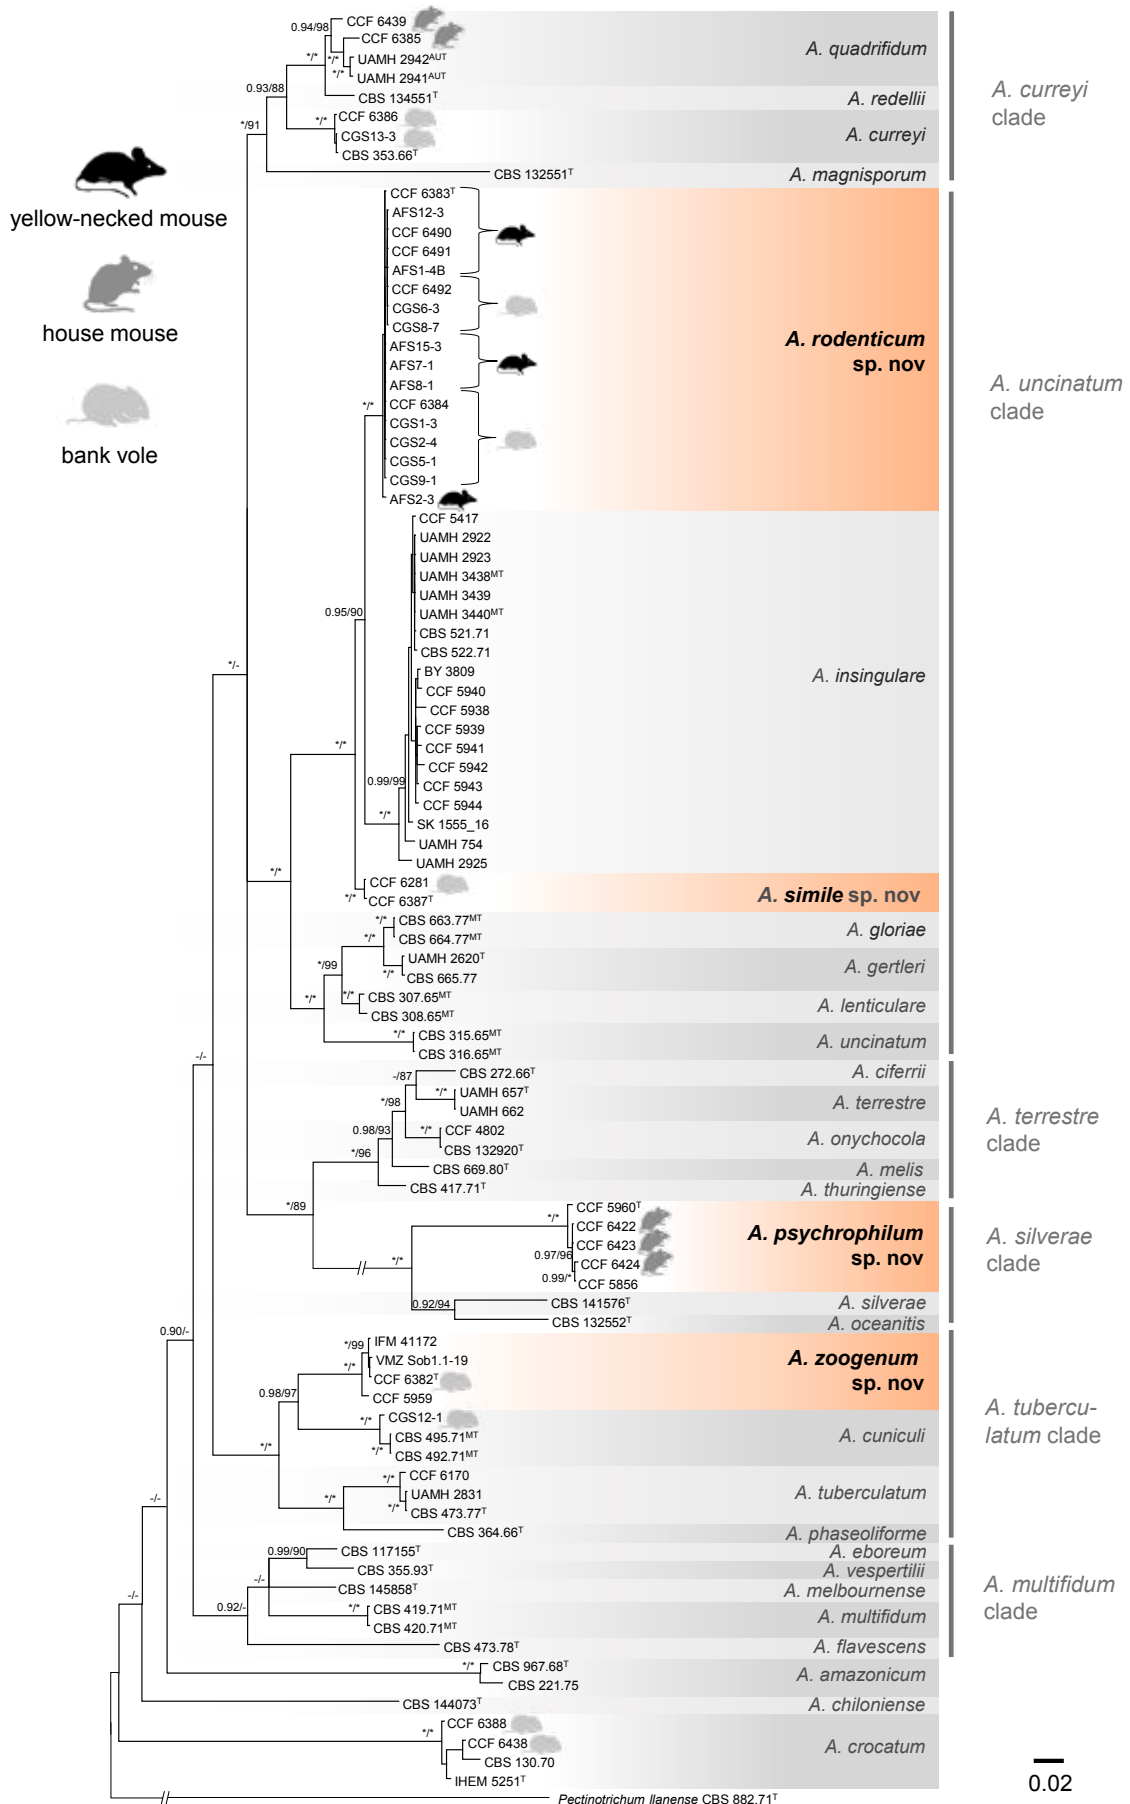 0.94/98
CCF 6439
CCF 6385
*/*
UAMH 2942AUT
*/*
UAMH 2941AUT
A. quadrifidum
0.93/88
CBS 134551T
A. redellii
*/91
*/*
CCF 6386
CGS13-3
CBS 353.66T
A. curreyi
CBS 132551T
A. magnisporum
A. curreyi
clade
yellow-necked mouse
house mouse
bank vole
CCF 6383T
AFS12-3
CCF 6490
CCF 6491
AFS1-4B
CCF 6492
CGS6-3
CGS8-7
AFS15-3
AFS7-1
AFS8-1
*/*
CCF 6384
CGS1-3
CGS2-4
CGS5-1
CGS9-1
AFS2-3
A. rodenticum
sp. nov
A. uncinatum
clade
CCF 5417
UAMH 2922
UAMH 2923
UAMH 3438MT
UAMH 3439
UAMH 3440MT
0.95/90
CBS 521.71
CBS 522.71
*/-
BY 3809
CCF 5940
CCF 5938
CCF 5939
*/*
CCF 5941
CCF 5942
0.99/99
CCF 5943
CCF 5944
*/*
SK 1555_16
UAMH 754
UAMH 2925
A. insingulare
*/*
CCF 6281
*/*
CCF 6387T
A. simile sp. nov
*/*
CBS 663.77MT
*/*
CBS 664.77MT
A. gloriae
*/99
UAMH 2620T
*/*
CBS 665.77
A. gertleri
*/*
*/*
CBS 307.65MT
CBS 308.65MT
A. lenticulare
*/*
CBS 315.65MT
CBS 316.65MT
A. uncinatum
-/-
-/87
CBS 272.66T
A. ciferrii
*/98
*/*
UAMH 657T
UAMH 662
A. terrestre
0.98/93
*/*
CCF 4802
CBS 132920T
A. onychocola
*/96
CBS 669.80T
A. melis
CBS 417.71T
A. thuringiense
A. terrestre
clade
*/89
*/*
CCF 5960T
CCF 6422
CCF 6423
0.97/96
CCF 6424
*/*
0.99/*
CCF 5856
A. psychrophilum
sp. nov
0.92/94
CBS 141576T
A. silverae
CBS 132552T
A. oceanitis
A. silverae
clade
0.90/-
*/99
IFM 41172
VMZ Sob1.1-19
*/*
CCF 6382T
CCF 5959
A. zoogenum
sp. nov
0.98/97
*/*
CGS12-1
CBS 495.71MT
*/*
CBS 492.71MT
A. cuniculi
*/*
*/*
CCF 6170
UAMH 2831
*/*
CBS 473.77T
A. tuberculatum
*/*
CBS 364.66T
A. phaseoliforme
A. tubercu-
latum clade
-/-
0.99/90
CBS 117155T
A. eboreum
CBS 355.93T
A. vespertilii
-/-
CBS 145858T
A. melbournense
0.92/-
*/*
CBS 419.71MT
CBS 420.71MT
A. multifidum
CBS 473.78T
A. flavescens
A. multifidum
clade
-/-
*/*
CBS 967.68T
CBS 221.75
A. amazonicum
CBS 144073T
A. chiloniense
*/*
CCF 6388
CCF 6438
CBS 130.70
IHEM 5251T
A. crocatum
Pectinotrichum llanense CBS 882.71T
0.02